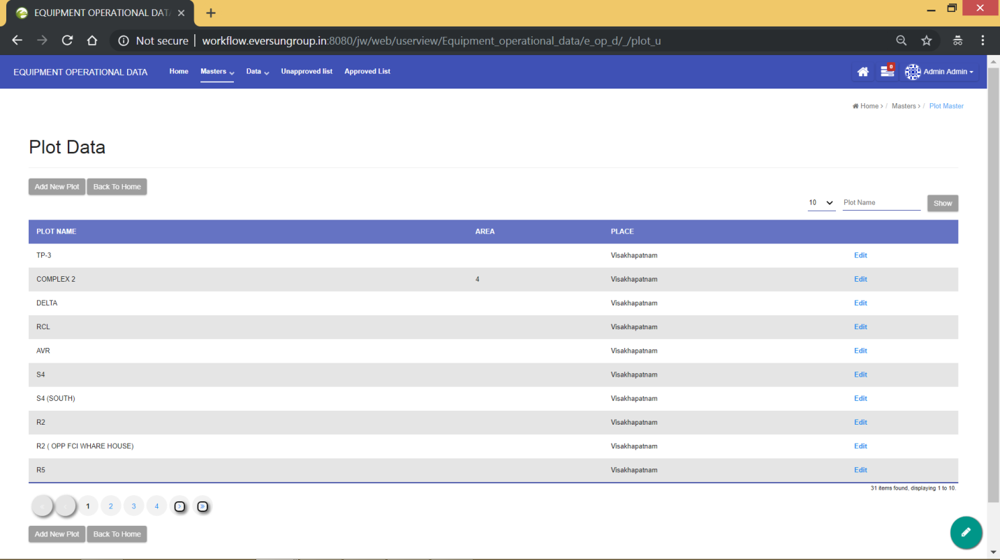 EQUIPMENT OPERATIONAL DATA
Not secure | workflow.eversungroup.in:8080/jw/web/userview/Equipment_operational_data/e_op_d/_/plot_u
EQUIPMENT OPERATIONAL DATA Home Masters Data Unapproved list Approved List 0 Admin Admin
Home > / Masters > / Plot Master
Plot Data
Add New Plot Back To Home
10 Plot Name Show
PLOT NAME AREA PLACE
TP-3 Visakhapatnam Edit
COMPLEX 2 4 Visakhapatnam Edit
DELTA Visakhapatnam Edit
RCL Visakhapatnam Edit
AVR Visakhapatnam Edit
S4 Visakhapatnam Edit
S4 (SOUTH) Visakhapatnam Edit
R2 Visakhapatnam Edit
R2 ( OPP FCI WHARE HOUSE) Visakhapatnam Edit
R5 Visakhapatnam Edit
31 items found, displaying 1 to 10.
« ‹ 1 2 3 4 › »
Add New Plot Back To Home